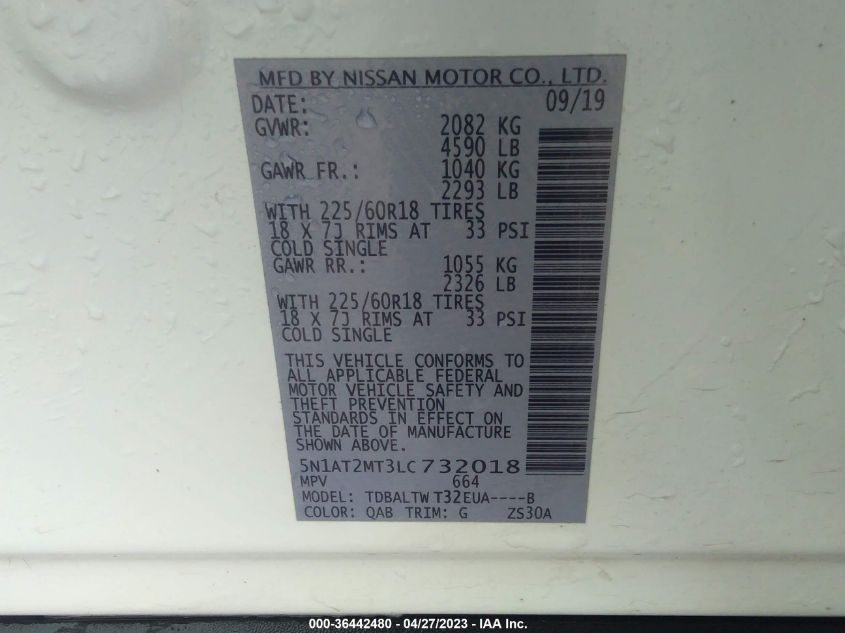 MFD BY NISSAN MOTOR CO., LTD.
DATE: 09/19
GVWR: 2082 KG
4590 LB
GAWR FR.: 1040 KG
2293 LB
WITH 225/60R18 TIRES
18 X 7J RIMS AT 33 PSI
COLD SINGLE
GAWR RR.: 1055 KG
2326 LB
WITH 225/60R18 TIRES
18 X 7J RIMS AT 33 PSI
COLD SINGLE
THIS VEHICLE CONFORMS TO
ALL APPLICABLE FEDERAL
MOTOR VEHICLE SAFETY AND
THEFT PREVENTION
STANDARDS IN EFFECT ON
THE DATE OF MANUFACTURE
SHOWN ABOVE.
5N1AT2MT3LC732018
MPV 664
MODEL: TDBALTW T32EUA----B
COLOR: QAB TRIM: G ZS30A
000-36442480 - 04/27/2023 - IAA Inc.